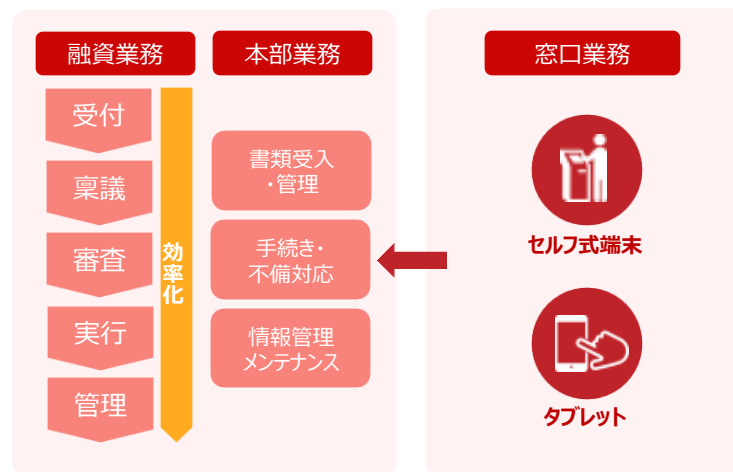 融資業務
受付
稟議
審査
実行
管理
効率化
本部業務
書類受入
・管理
手続き・
不備対応
情報管理
メンテナンス
窓口業務
セルフ式端末
タブレット